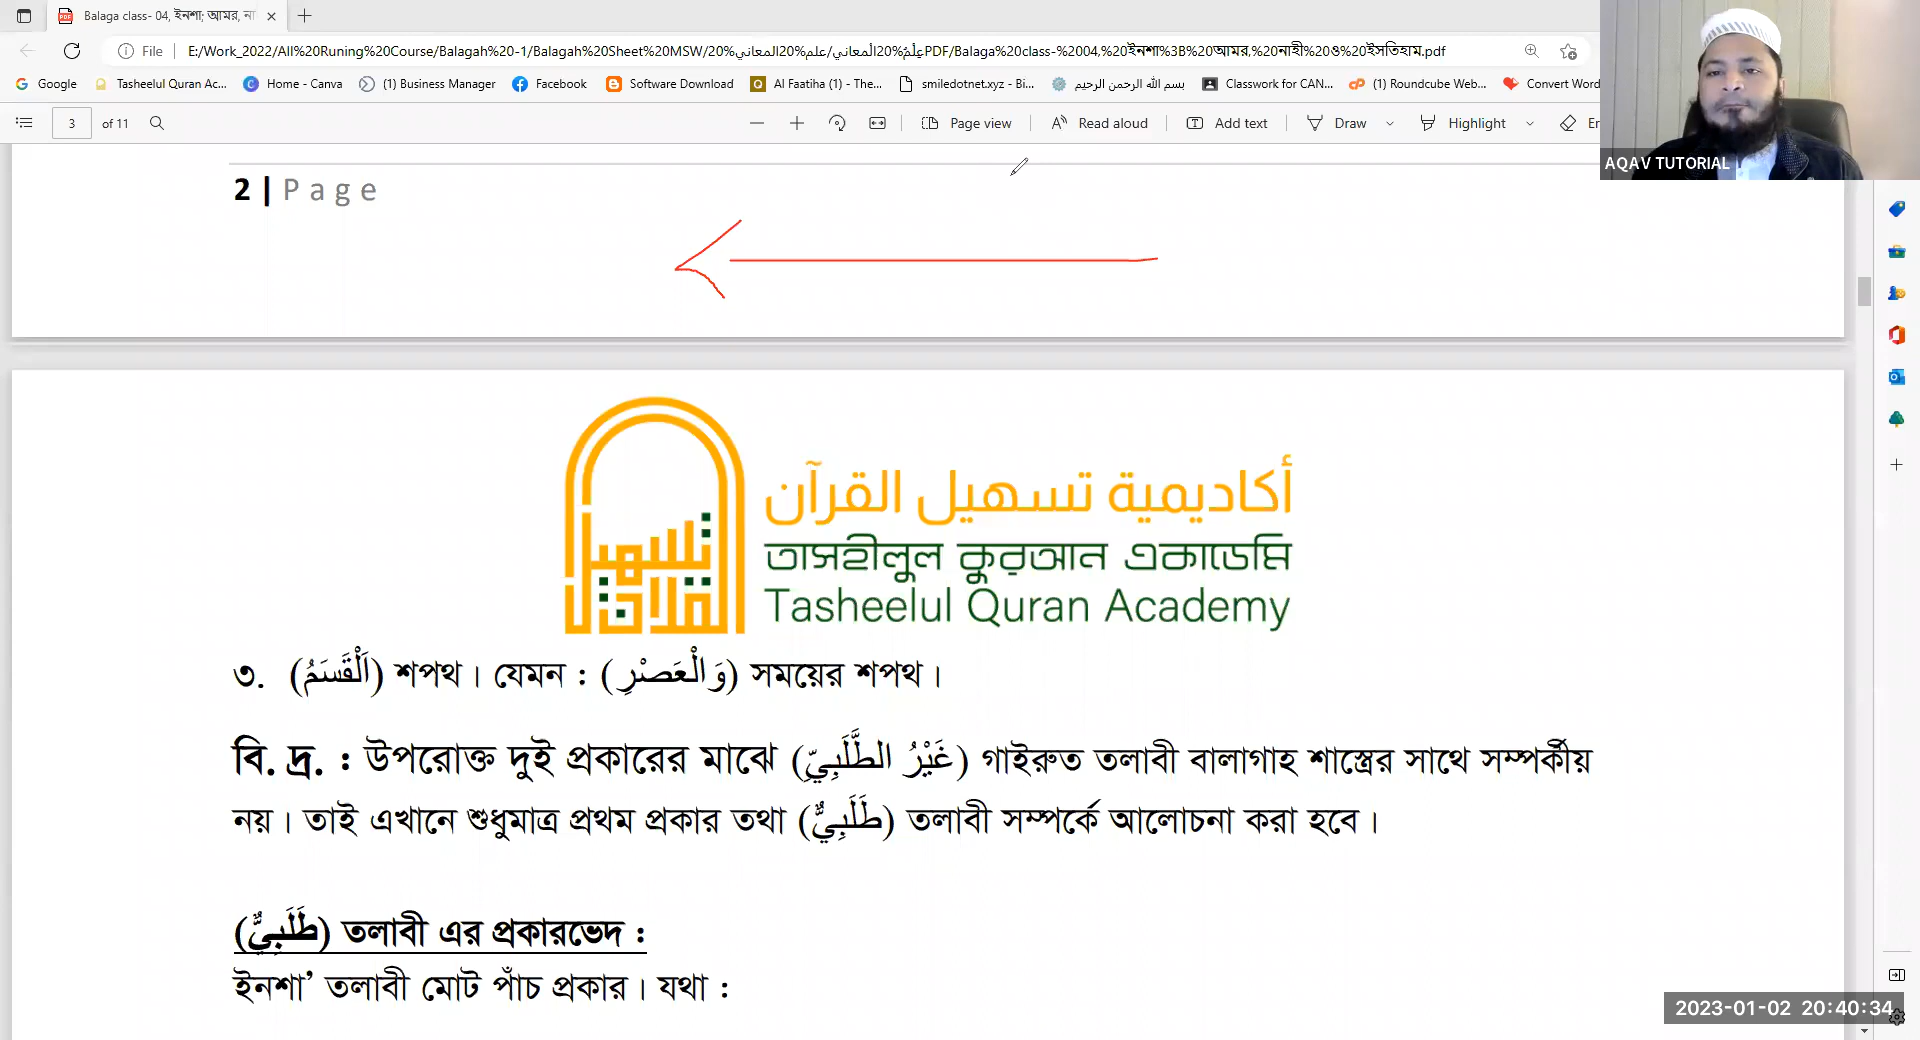 Balaga class- 04, ইনশা; আমর, না
File E:/Work_2022/All%20Runing%20Course/Balagah%20-1/Balagah%20Sheet%20MSW/20%علم%20المعاني/عِلْمُ%20الْمعانيPDF/Balaga%20class-%2004,%20ইনশা%3B%20আমর,%20নাহী%20ও%20ইসতিহাম.pdf
Google Tasheelul Quran Ac... Home - Canva (1) Business Manager Facebook Software Download Al Faatiha (1) - The... smiledotnet.xyz - Bi... بسم الله الرحمن الرحيم Classwork for CAN... (1) Roundcube Web... Convert Word
3 of 11 Page view Read aloud Add text Draw Highlight Er
AQAV TUTORIAL
2 | Page
أكاديمية تسهيل القرآن
তাসহীলুল কুরআন একাডেমি
Tasheelul Quran Academy
৩. (اَلْقَسَمُ) শপথ। যেমন : (وَالْعَصْرِ) সময়ের শপথ।
বি. দ্র. : উপরোক্ত দুই প্রকারের মাঝে (غَيْرُ الطَّلَبِيِّ) গাইরুত তলাবী বালাগাহ শাস্ত্রের সাথে সম্পর্কীয়
নয়। তাই এখানে শুধুমাত্র প্রথম প্রকার তথা (طَلَبِيٌّ) তলাবী সম্পর্কে আলোচনা করা হবে।
(طَلَبِيٌّ) তলাবী এর প্রকারভেদ :
ইনশা’ তলাবী মোট পাঁচ প্রকার। যথা :
2023-01-02 20:40:34